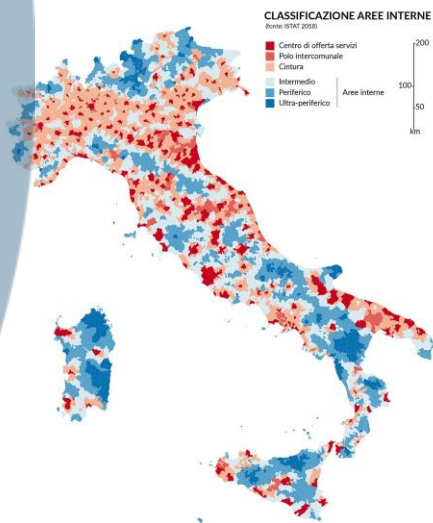 CLASSIFICAZIONE AREE INTERNE
(fonte: ISTAT 2018)
Centro di offerta servizi
Polo intercomunale
Cintura
Intermedio
Periferico
Ultra-periferico
Aree interne
200
100
50
km